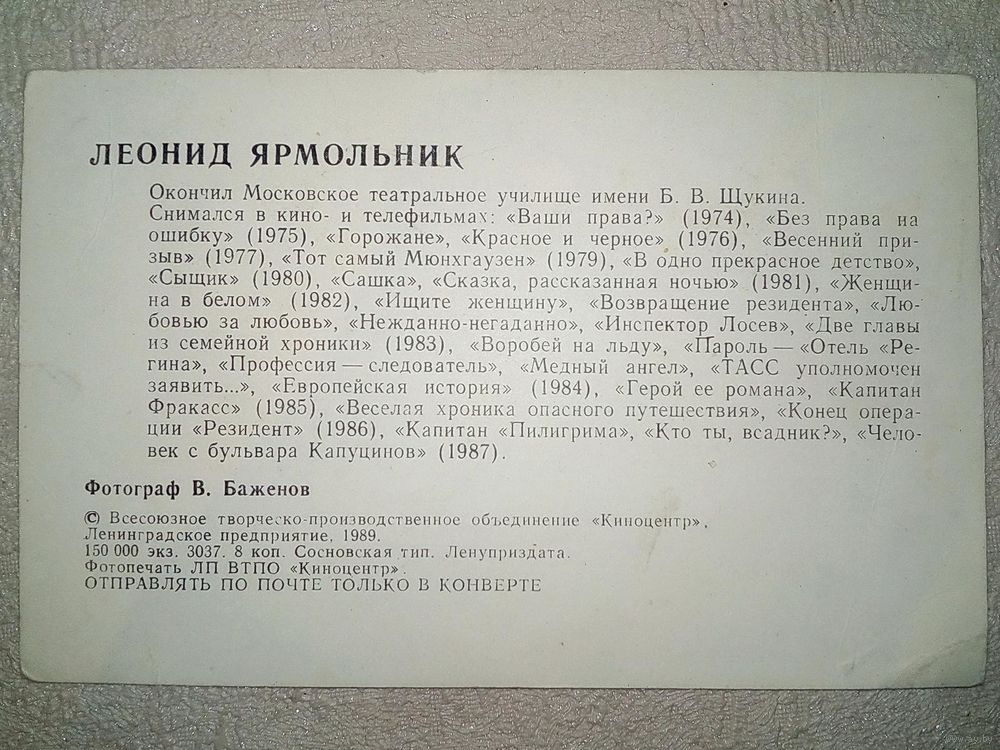 ЛЕОНИД ЯРМОЛЬНИК
Окончил Московское театральное училище имени Б. В. Щукина.
Снимался в кино- и телефильмах: «Ваши права?» (1974), «Без права на
ошибку» (1975), «Горожане», «Красное и черное» (1976), «Весенний при-
зыв» (1977), «Тот самый Мюнхгаузен» (1979), «В одно прекрасное детство»,
«Сыщик» (1980), «Сашка», «Сказка, рассказанная ночью» (1981), «Женщи-
на в белом» (1982), «Ищите женщину», «Возвращение резидента», «Лю-
бовью за любовь», «Нежданно-негаданно», «Инспектор Лосев», «Две главы
из семейной хроники» (1983), «Воробей на льду», «Пароль — «Отель «Ре-
гина», «Профессия — следователь», «Медный ангел», «ТАСС уполномочен
заявить...», «Европейская история» (1984), «Герой ее романа», «Капитан
Фракасс» (1985), «Веселая хроника опасного путешествия», «Конец опера-
ции «Резидент» (1986), «Капитан «Пилигрима», «Кто ты, всадник?», «Чело-
век с бульвара Капуцинов» (1987).
Фотограф В. Баженов
© Всесоюзное творческо-производственное объединение «Киноцентр»,
Ленинградское предприятие, 1989.
150 000 экз. 3037. 8 коп. Сосновская тип. Ленуприздата.
Фотопечать ЛП ВТПО «Киноцентр».
ОТПРАВЛЯТЬ ПО ПОЧТЕ ТОЛЬКО В КОНВЕРТЕ